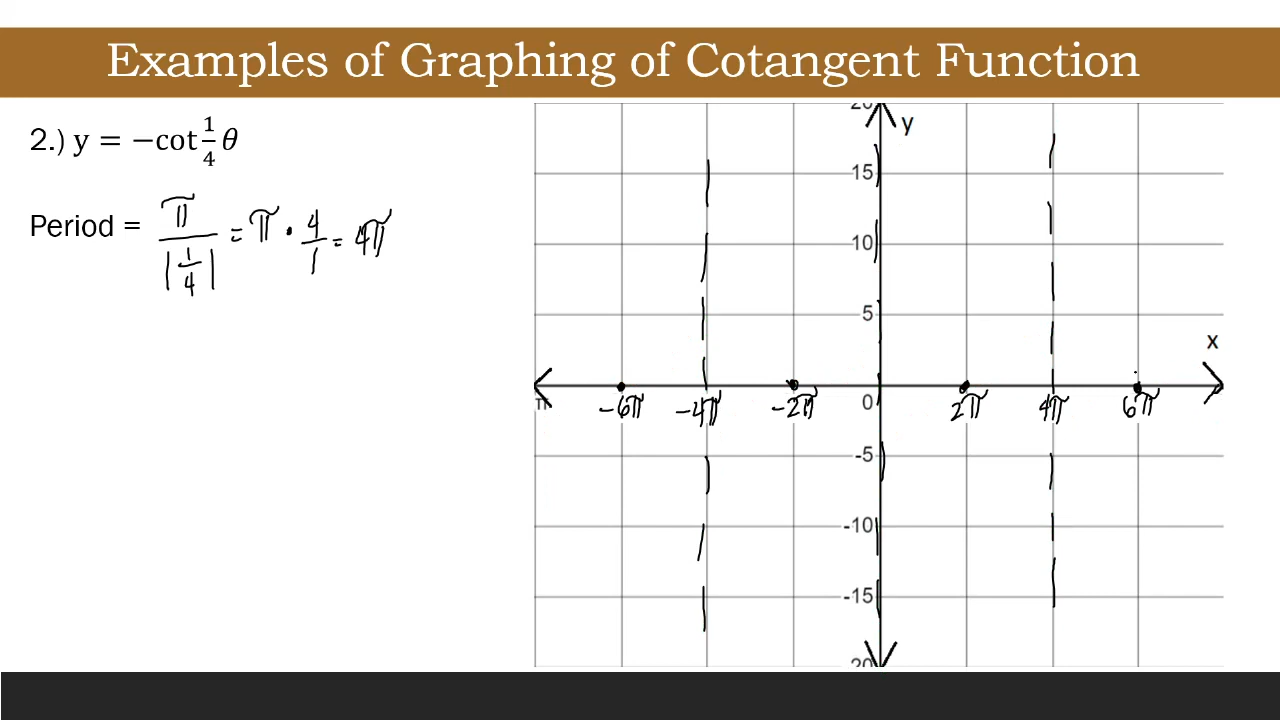 Examples of Graphing of Cotangent Function
2.) y = −cot 1/4 θ
Period = π/|1/4| = π · 4/1 = 4π
20
y
15
10
5
x
π -6π -4π -2π 0 2π 4π 6π
-5
-10
-15
20